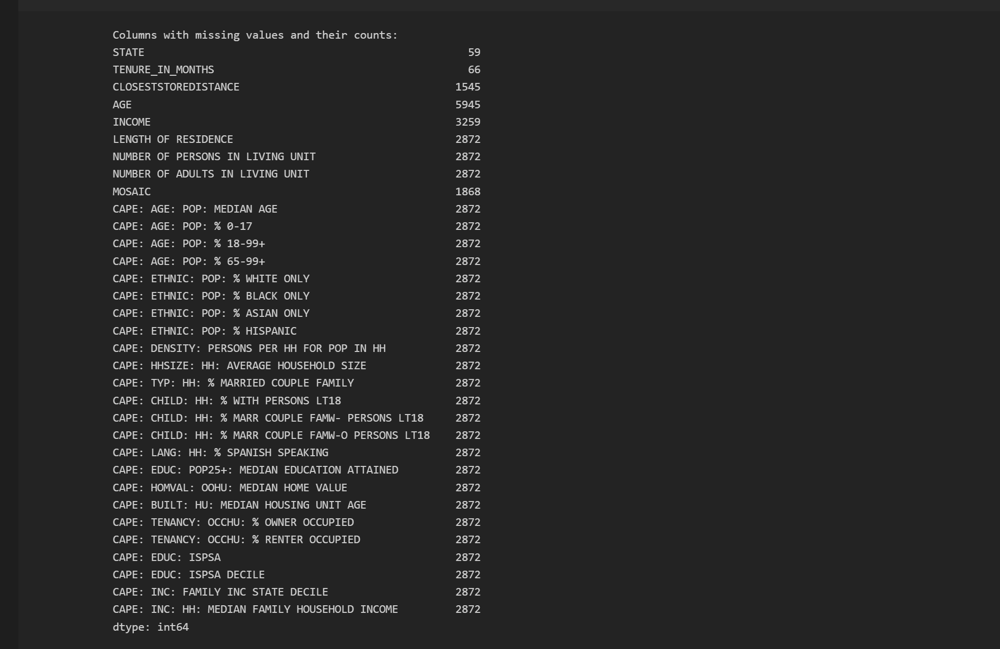 Columns with missing values and their counts:
STATE 59
TENURE_IN_MONTHS 66
CLOSESTSTOREDISTANCE 1545
AGE 5945
INCOME 3259
LENGTH OF RESIDENCE 2872
NUMBER OF PERSONS IN LIVING UNIT 2872
NUMBER OF ADULTS IN LIVING UNIT 2872
MOSAIC 1868
CAPE: AGE: POP: MEDIAN AGE 2872
CAPE: AGE: POP: % 0-17 2872
CAPE: AGE: POP: % 18-99+ 2872
CAPE: AGE: POP: % 65-99+ 2872
CAPE: ETHNIC: POP: % WHITE ONLY 2872
CAPE: ETHNIC: POP: % BLACK ONLY 2872
CAPE: ETHNIC: POP: % ASIAN ONLY 2872
CAPE: ETHNIC: POP: % HISPANIC 2872
CAPE: DENSITY: PERSONS PER HH FOR POP IN HH 2872
CAPE: HHSIZE: HH: AVERAGE HOUSEHOLD SIZE 2872
CAPE: TYP: HH: % MARRIED COUPLE FAMILY 2872
CAPE: CHILD: HH: % WITH PERSONS LT18 2872
CAPE: CHILD: HH: % MARR COUPLE FAMW- PERSONS LT18 2872
CAPE: CHILD: HH: % MARR COUPLE FAMW-O PERSONS LT18 2872
CAPE: LANG: HH: % SPANISH SPEAKING 2872
CAPE: EDUC: POP25+: MEDIAN EDUCATION ATTAINED 2872
CAPE: HOMVAL: OOHU: MEDIAN HOME VALUE 2872
CAPE: BUILT: HU: MEDIAN HOUSING UNIT AGE 2872
CAPE: TENANCY: OCCHU: % OWNER OCCUPIED 2872
CAPE: TENANCY: OCCHU: % RENTER OCCUPIED 2872
CAPE: EDUC: ISPSA 2872
CAPE: EDUC: ISPSA DECILE 2872
CAPE: INC: FAMILY INC STATE DECILE 2872
CAPE: INC: HH: MEDIAN FAMILY HOUSEHOLD INCOME 2872
dtype: int64